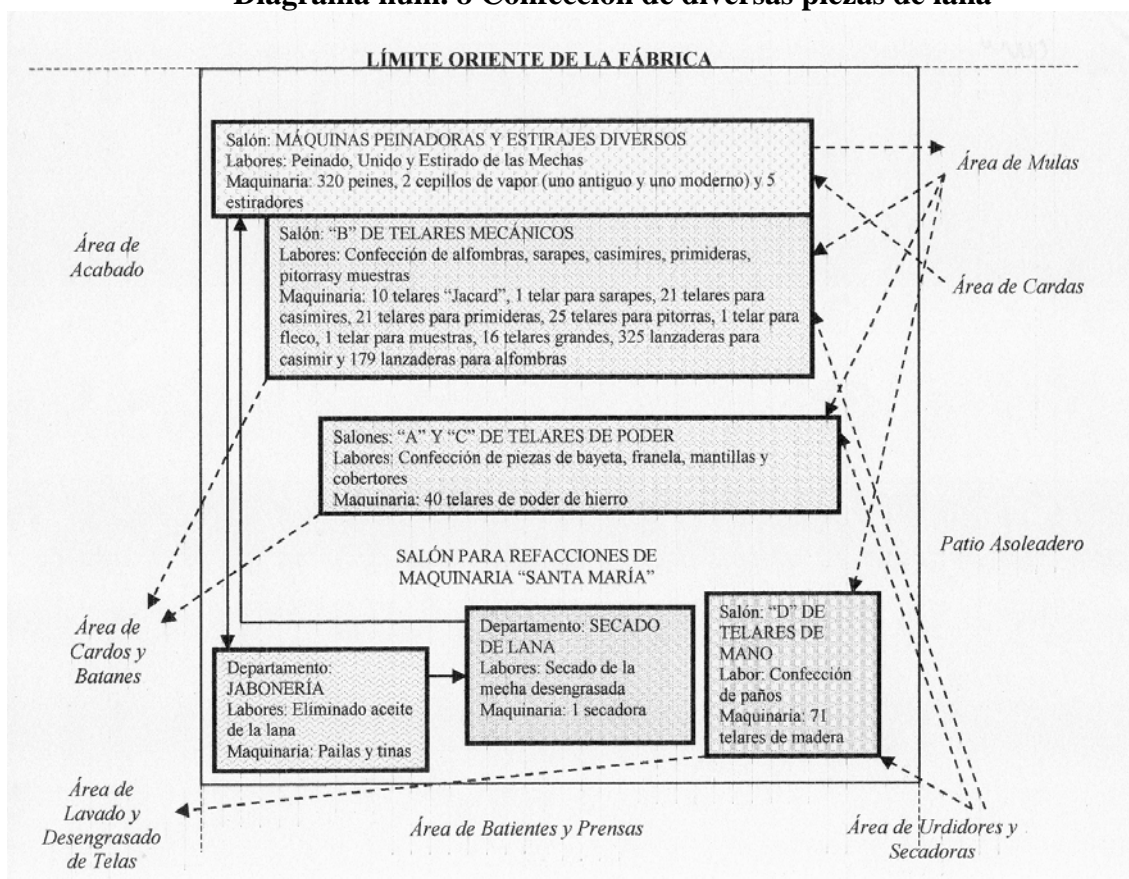 Diagrama núm. 8 Confección de diversas piezas de lana
LÍMITE ORIENTE DE LA FÁBRICA
Salón: MÁQUINAS PEINADORAS Y ESTIRAJES DIVERSOS
Labores: Peinado, Unido y Estirado de las Mechas
Maquinaria: 320 peines, 2 cepillos de vapor (uno antiguo y uno moderno) y 5
estiradores
Área de Mulas
Área de
Acabado
Salón: “B” DE TELARES MECÁNICOS
Labores: Confección de alfombras, sarapes, casimires, primideras,
pitorrasy muestras
Maquinaria: 10 telares “Jacard”, 1 telar para sarapes, 21 telares para
casimires, 21 telares para primideras, 25 telares para pitorras, 1 telar para
fleco, 1 telar para muestras, 16 telares grandes, 325 lanzaderas para
casimir y 179 lanzaderas para alfombras
Área de Cardas
Salones: “A” Y “C” DE TELARES DE PODER
Labores: Confección de piezas de bayeta, franela, mantillas y
cobertores
Maquinaria: 40 telares de poder de hierro
Patio Asoleadero
SALÓN PARA REFACCIONES DE
MAQUINARIA “SANTA MARÍA”
Área de
Cardos y
Batanes
Departamento:
JABONERÍA
Labores: Eliminado aceite
de la lana
Maquinaria: Pailas y tinas
Departamento: SECADO
DE LANA
Labores: Secado de la
mecha desengrasada
Maquinaria: 1 secadora
Salón: “D” DE
TELARES DE
MANO
Labor: Confección
de paños
Maquinaria: 71
telares de madera
Área de
Lavado y
Desengrasado
de Telas
Área de Batientes y Prensas
Área de Urdidores y
Secadoras